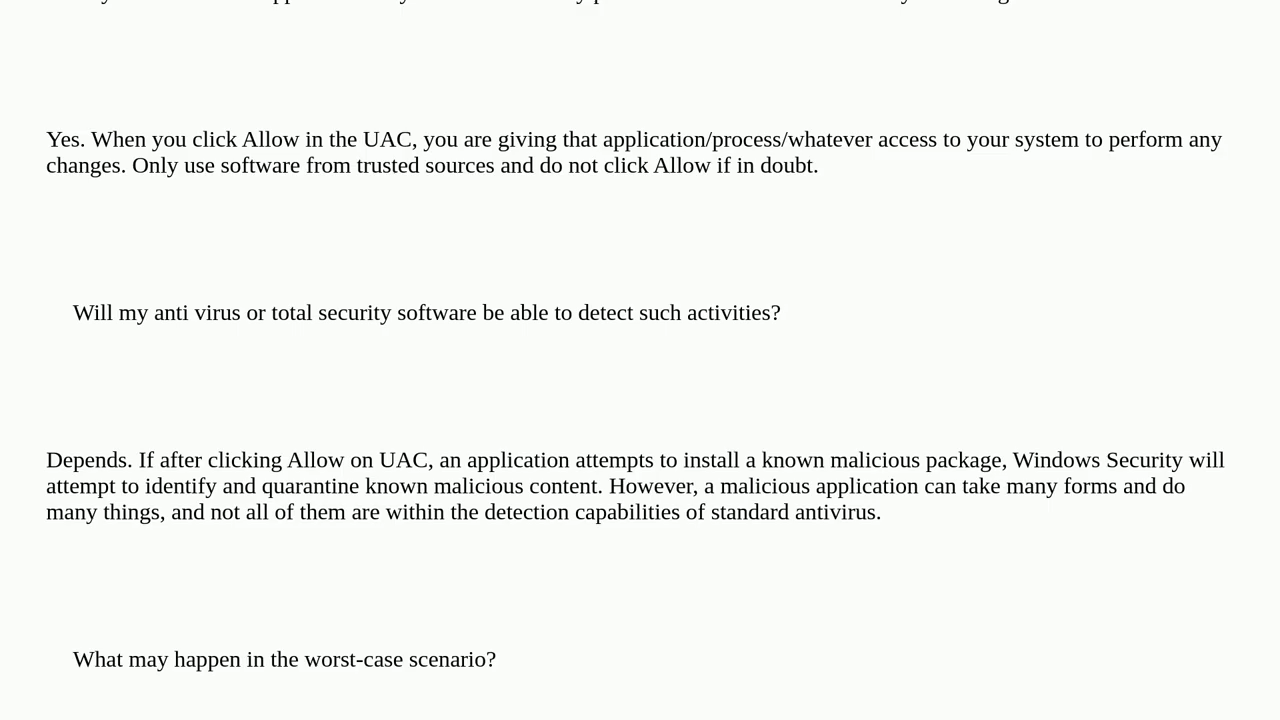 Yes. When you click Allow in the UAC, you are giving that application/process/whatever access to your system to perform any
changes. Only use software from trusted sources and do not click Allow if in doubt.
Will my anti virus or total security software be able to detect such activities?
Depends. If after clicking Allow on UAC, an application attempts to install a known malicious package, Windows Security will
attempt to identify and quarantine known malicious content. However, a malicious application can take many forms and do
many things, and not all of them are within the detection capabilities of standard antivirus.
What may happen in the worst-case scenario?